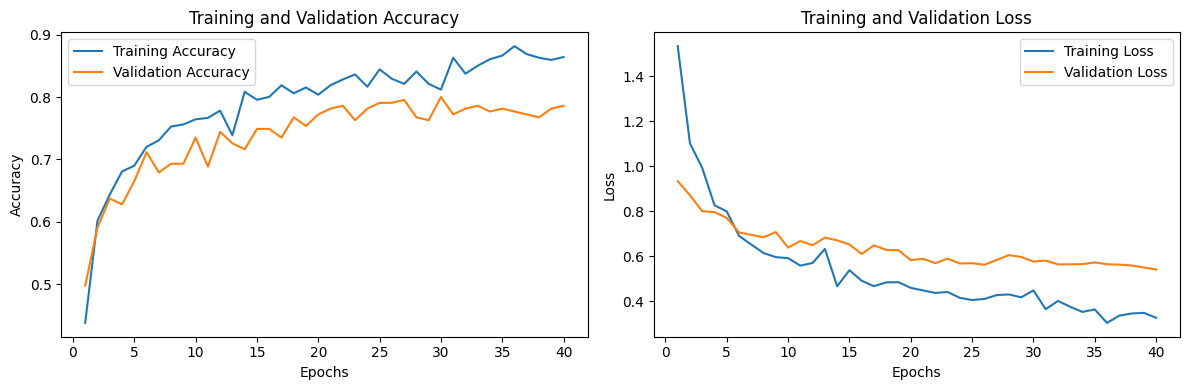 Training and Validation Accuracy
Training Accuracy
Validation Accuracy
0.9
0.8
0.7
0.6
0.5
Accuracy
0 5 10 15 20 25 30 35 40
Epochs
Training and Validation Loss
Training Loss
Validation Loss
1.4
1.2
1.0
0.8
0.6
0.4
Loss
0 5 10 15 20 25 30 35 40
Epochs